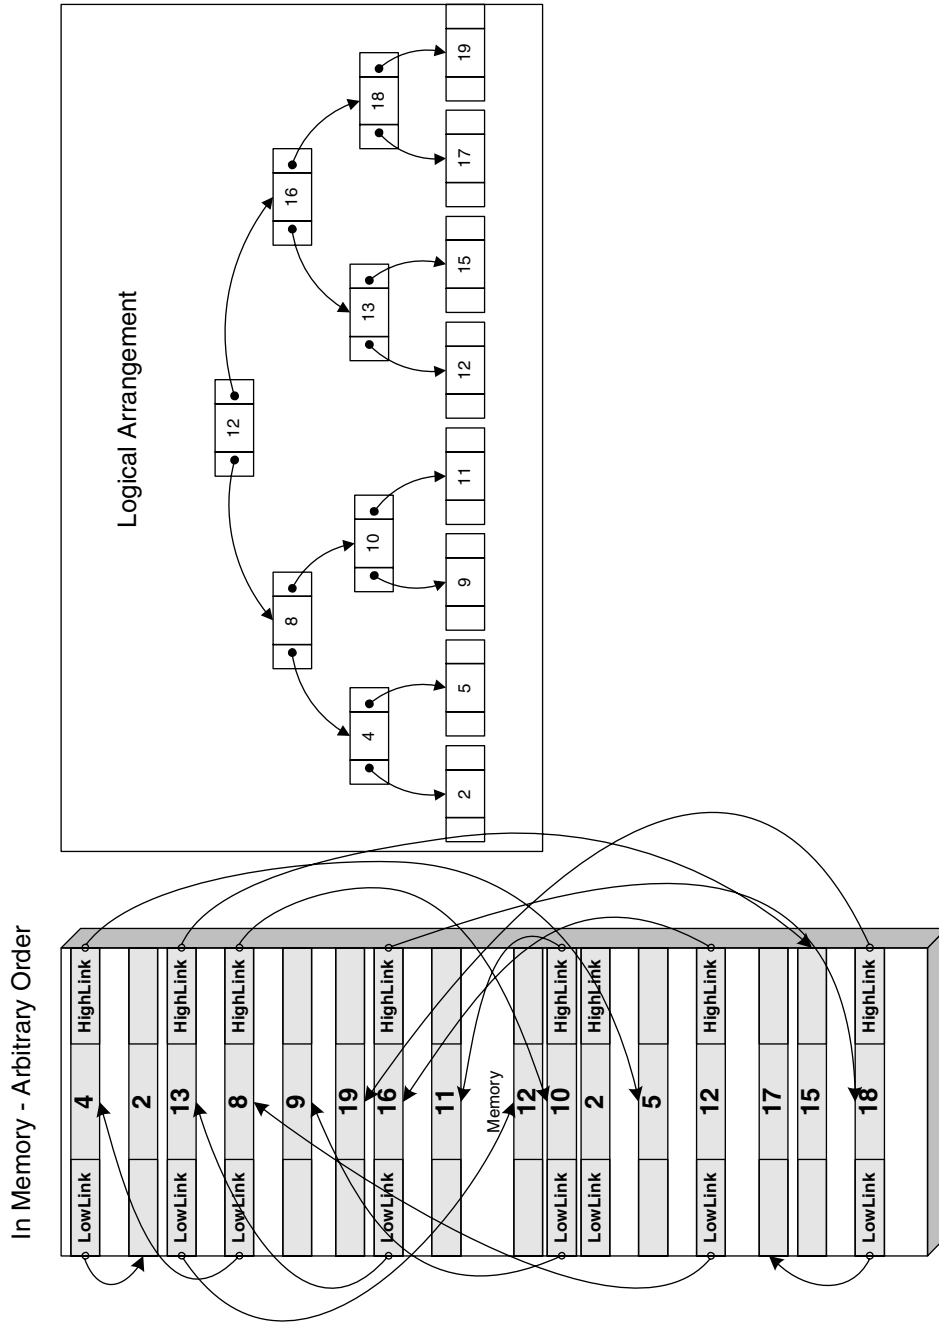 In Memory - Arbitrary Order
LowLink 4 HighLink
2
LowLink 13 HighLink
LowLink 8 HighLink
9
19
LowLink 16 HighLink
11
Memory
12
LowLink 10 HighLink
LowLink 2 HighLink
5
LowLink 12 HighLink
17
15
LowLink 18 HighLink
Logical Arrangement
12
8 16
4 10 13 18
2 5 9 11 12 15 17 19